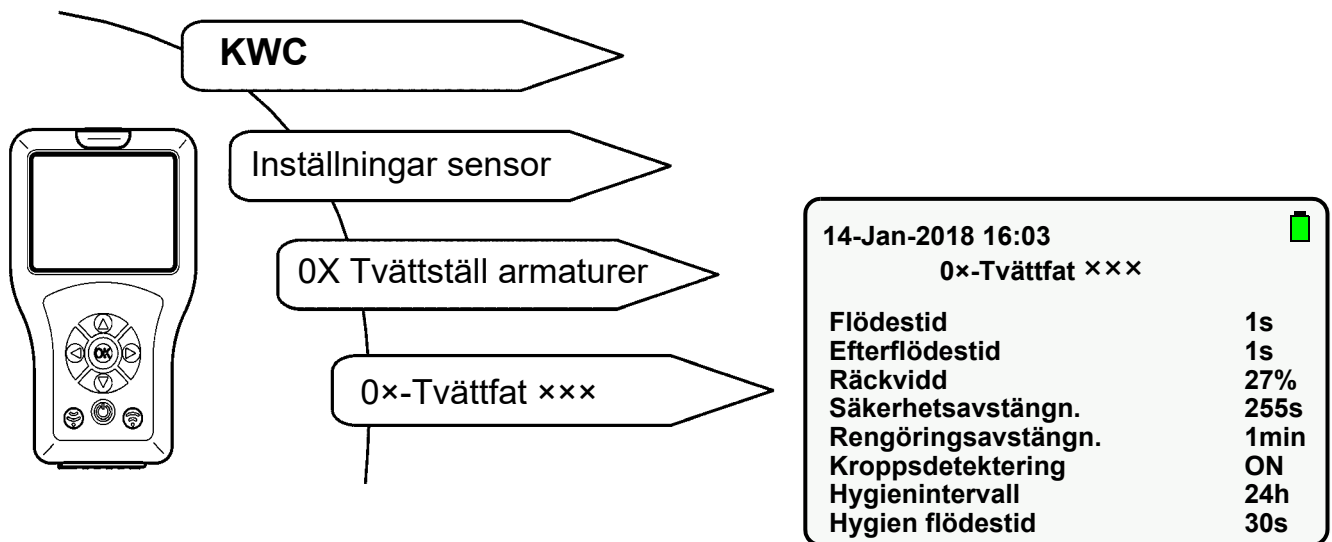 KWC
Inställningar sensor
0X Tvättställ armaturer
0×-Tvättfat ×××
OK
14-Jan-2018 16:03
0×-Tvättfat ×××
Flödestid 1s
Efterflödestid 1s
Räckvidd 27%
Säkerhetsavstängn. 255s
Rengöringsavstängn. 1min
Kroppsdetektering ON
Hygienintervall 24h
Hygien flödestid 30s